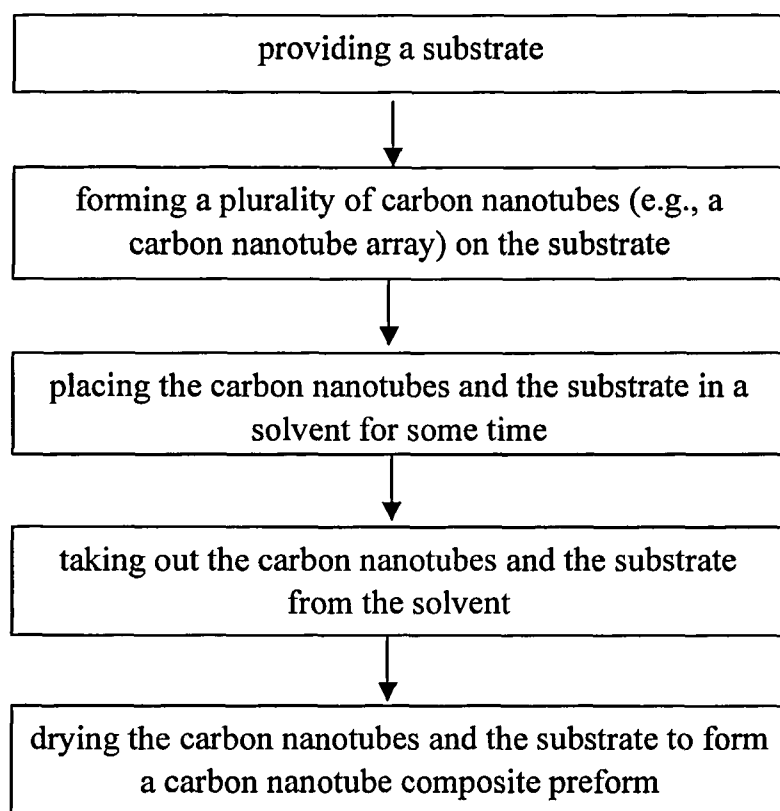 providing a substrate
forming a plurality of carbon nanotubes (e.g., a
carbon nanotube array) on the substrate
placing the carbon nanotubes and the substrate in a
solvent for some time
taking out the carbon nanotubes and the substrate
from the solvent
drying the carbon nanotubes and the substrate to form
a carbon nanotube composite preform